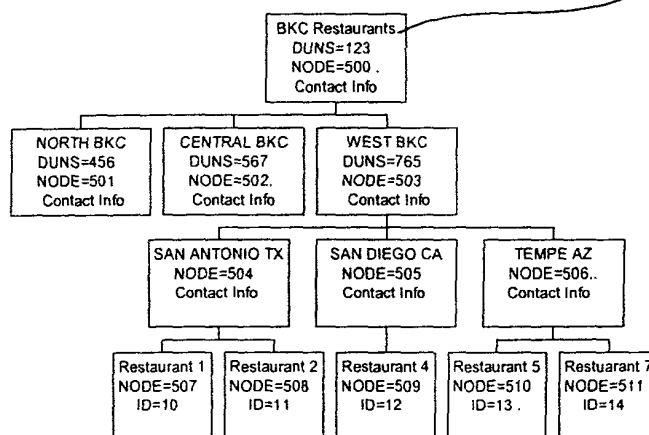 BKC Restaurants
DUNS=123
NODE=500 .
Contact Info
NORTH BKC
DUNS=456
NODE=501
Contact Info
CENTRAL BKC
DUNS=567
NODE=502.
Contact Info
WEST BKC
DUNS=765
NODE=503
Contact Info
SAN ANTONIO TX
NODE=504
Contact Info
SAN DIEGO CA
NODE=505
Contact Info
TEMPE AZ
NODE=506..
Contact Info
Restaurant 1
NODE=507
ID=10
Restaurant 2
NODE=508
ID=11
Restaurant 4
NODE=509
ID=12
Restaurant 5
NODE=510
ID=13 .
Restuarant 7
NODE=511
ID=14